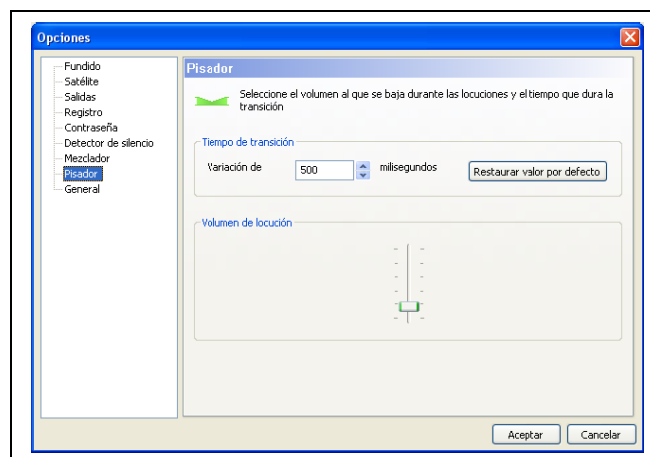 Opciones
Fundido
Satélite
Salidas
Registro
Contraseña
Detector de silencio
Mezclador
Pisador
General
Pisador
Seleccione el volumen al que se baja durante las locuciones y el tiempo que dura la
transición
Tiempo de transición
Variación de 500 milisegundos Restaurar valor por defecto
Volumen de locución
Aceptar Cancelar